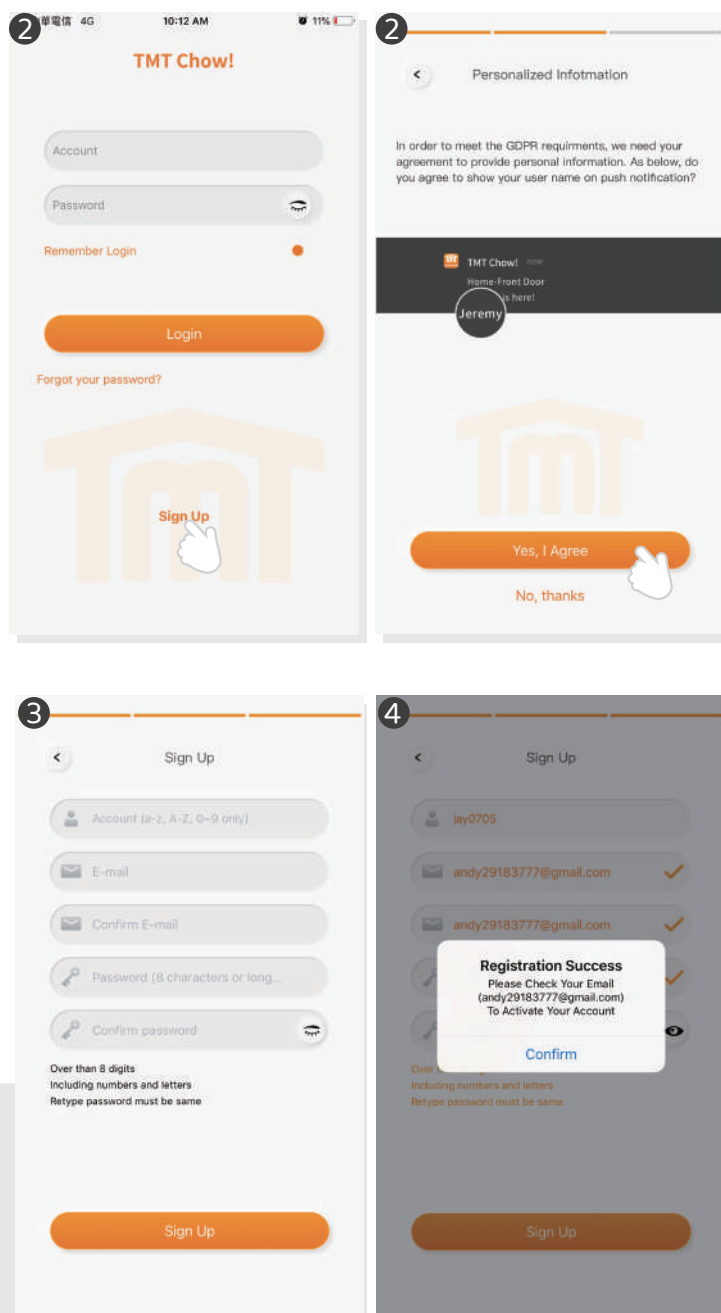 2
華電信 4G 10:12 AM 11%
TMT Chow!
Account
Password
Remember Login
Login
Forgot your password?
Sign Up
2
Personalized Infotmation
In order to meet the GDPR requirments, we need your
agreement to provide personal information. As below, do
you agree to show your user name on push notification?
TMT Chow! now
Home-Front Door
is here!
Jeremy
Yes, I Agree
No, thanks
3
Sign Up
Account (a-z, A-Z, 0~9 only)
E-mail
Confirm E-mail
Password (8 characters or long...
Confirm password
Over than 8 digits
Including numbers and letters
Retype password must be same
Sign Up
4
Sign Up
jay0705
andy29183777@gmail.com
andy29183777@gmail.com
Registration Success
Please Check Your Email
(andy29183777@gmail.com)
To Activate Your Account
Confirm
Over
Including numbers and letters
Retype password must be same
Sign Up